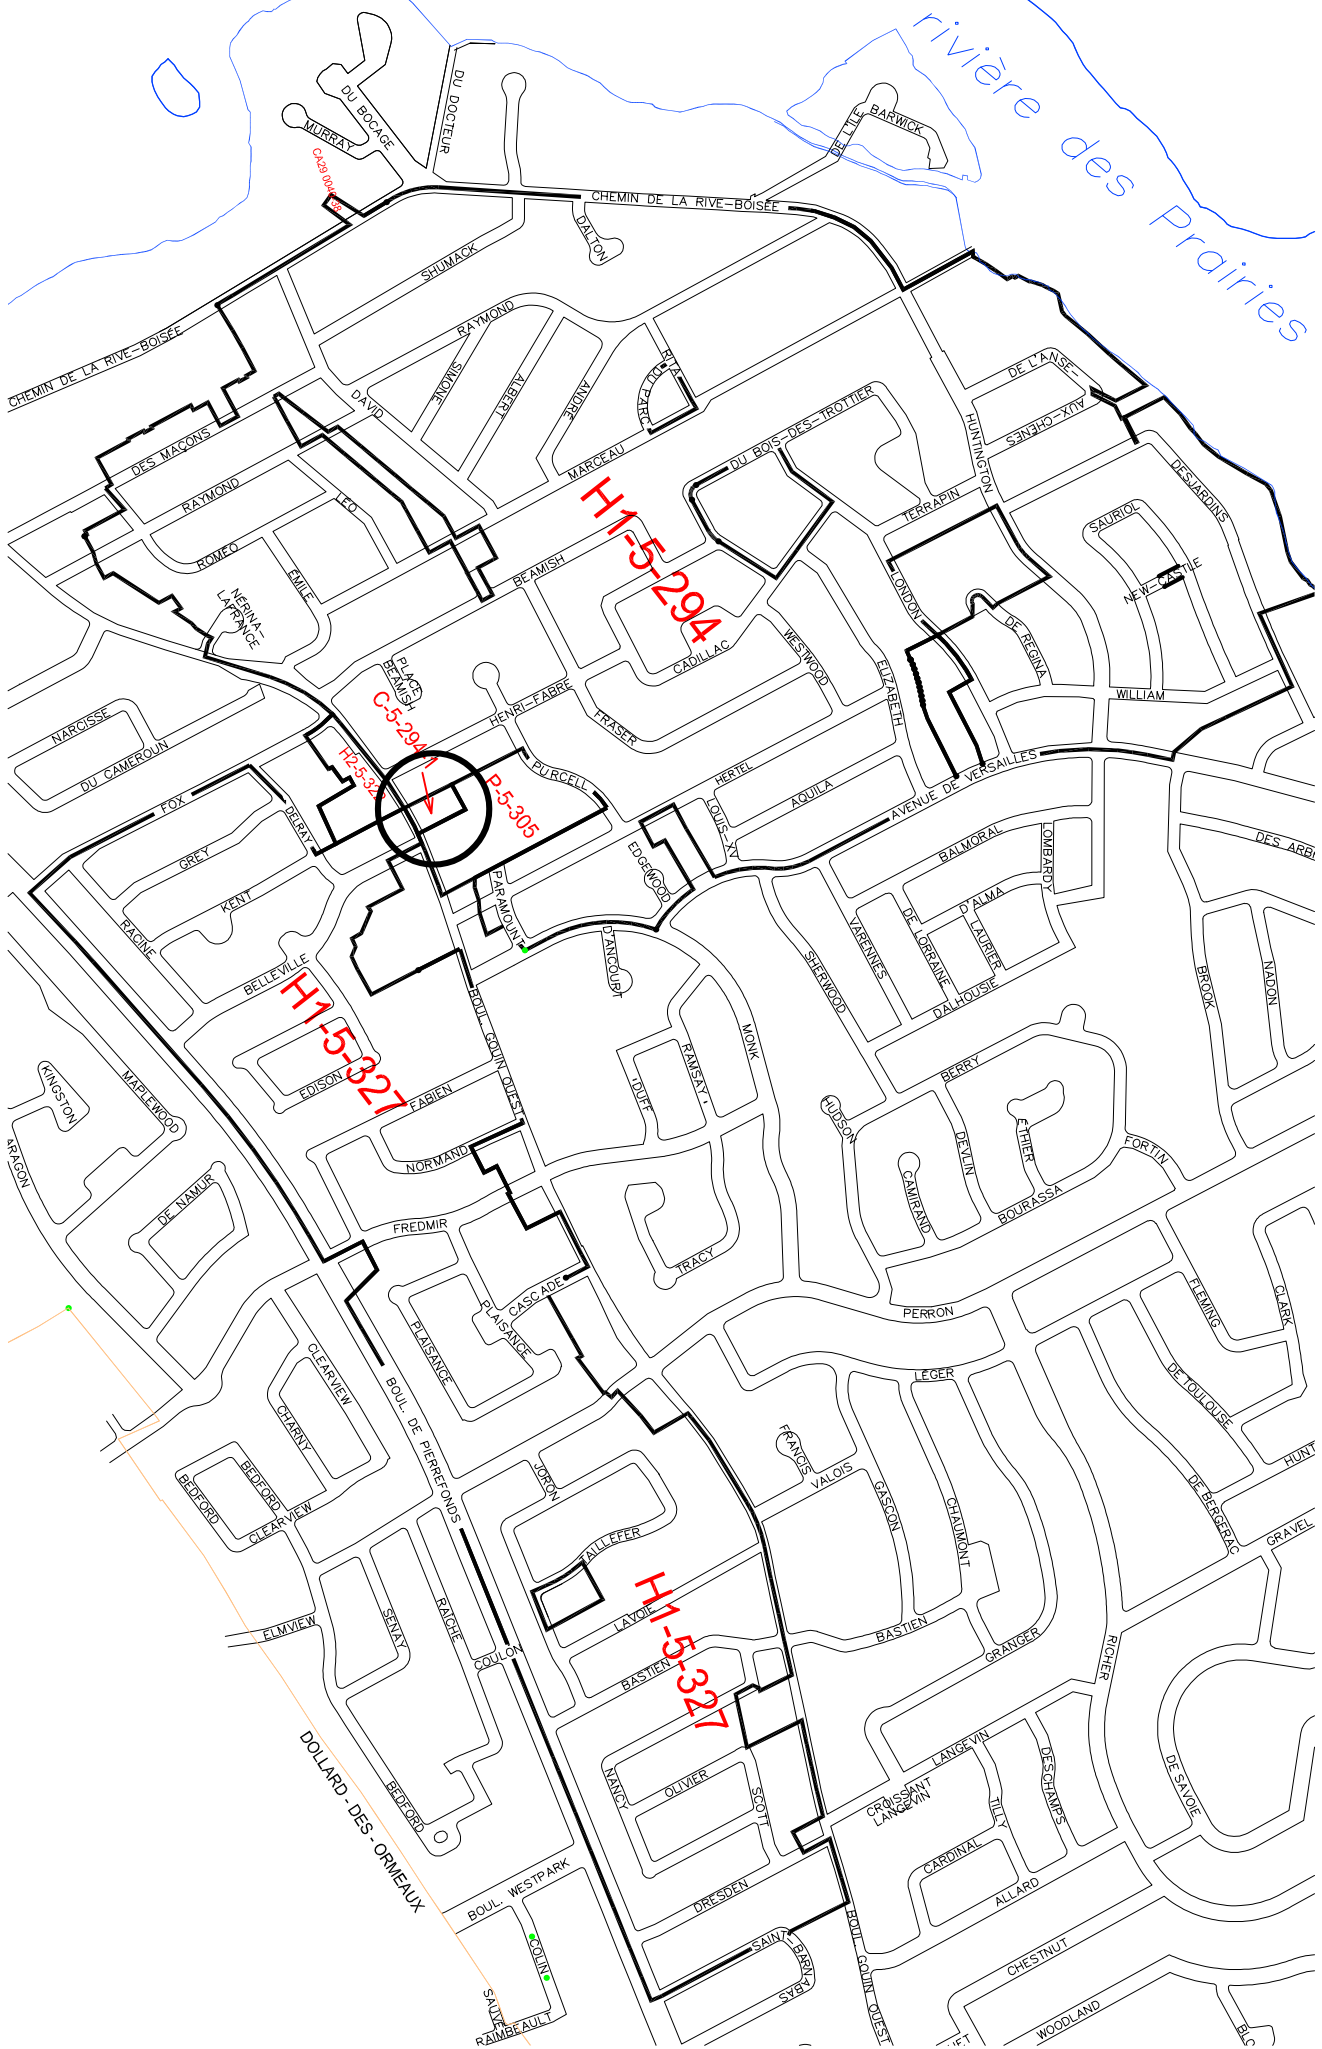 rivière des Prairies
DU BOCAGE
DU DOCTEUR
MURRAY
DE L'ILE
BARWICK
CHEMIN DE LA RIVE-BOISÉE
DALTON
SHUMACK
RAYMOND
CHEMIN DE LA RIVE-BOISÉE
SIMONE
ALBERT
ANDRÉ
RITA
DU PARC
DAVID
DE L'ANSE-
AUX-CHÊNES
DU BOIS-DES-TROTTIER
HUNTINGTON
DES MAÇONS
MARCEAU
DESJARDINS
RAYMOND
LÉO
H1-5-294
TERRAPIN
SAURIOL
ROMÉO
ÉMILE
BEAMISH
LONDON
NEW-CASTLE
NÉRINA-
LAFRANCE
DE REGINA
WESTWOOD
CADILLAC
PLACE
BEAMISH
ELIZABETH
WILLIAM
HENRI-FABRE
NARCISSE
C-5-294-1
FRASER
DU CAMEROUN
PURCELL
HERTEL
AQUILA
AVENUE DE VERSAILLES
P-5-305
FOX
DELRAY
LOUIS-XV
GREY
EDGEWOOD
BALMORAL
LOMBARDY
KENT
PARAMOUNT
D'ALMA
RACINE
D'ANCOURT
VARENNES
DE LORRAINE
LAURIER
BELLEVILLE
SHERWOOD
BROOK
NADON
H1-5-327
BOUL. GOUIN OUEST
DALHOUSIE
MONK
RAMSAY
BERRY
KINGSTON
MAPLEWOOD
EDISON
FABIEN
DUFF
HUDSON
DEVLIN
ETHIER
FORTIN
ARAGON
NORMAND
DE NAMUR
CAMIRAND
BOURASSA
FREDMIR
TRACY
CASCADE
PLAISANCE
PLAISANCE
PERRON
FLEMING
CLARK
CLEARVIEW
LÉGER
DE TOULOUSE
CHARNY
BOUL. DE PIERREFONDS
FRANCIS
VALOIS
BEDFORD
BEDFORD
CLEARVIEW
JORON
GASCON
CHAUMONT
DE BERGERAC
GRAVEL
TAILLEFER
H1-5-327
LAVOIE
ELMVIEW
SENAY
RAICHE
COULON
BASTIEN
BASTIEN
GRANGER
RICHER
DOLLARD - DES - ORMEAUX
BEDFORD
NANCY
OLIVIER
SCOTT
LANGEVIN
DESCHAMPS
CROISSANT
LANGEVIN
TILLY
DE SAVOIE
CARDINAL
BOUL. WESTPARK
DRESDEN
ALLARD
COLIN
SAINT-BARNABAS
BOUL. GOUIN OUEST
CHESTNUT
SAUVÉ
RAIMBEAULT
WOODLAND